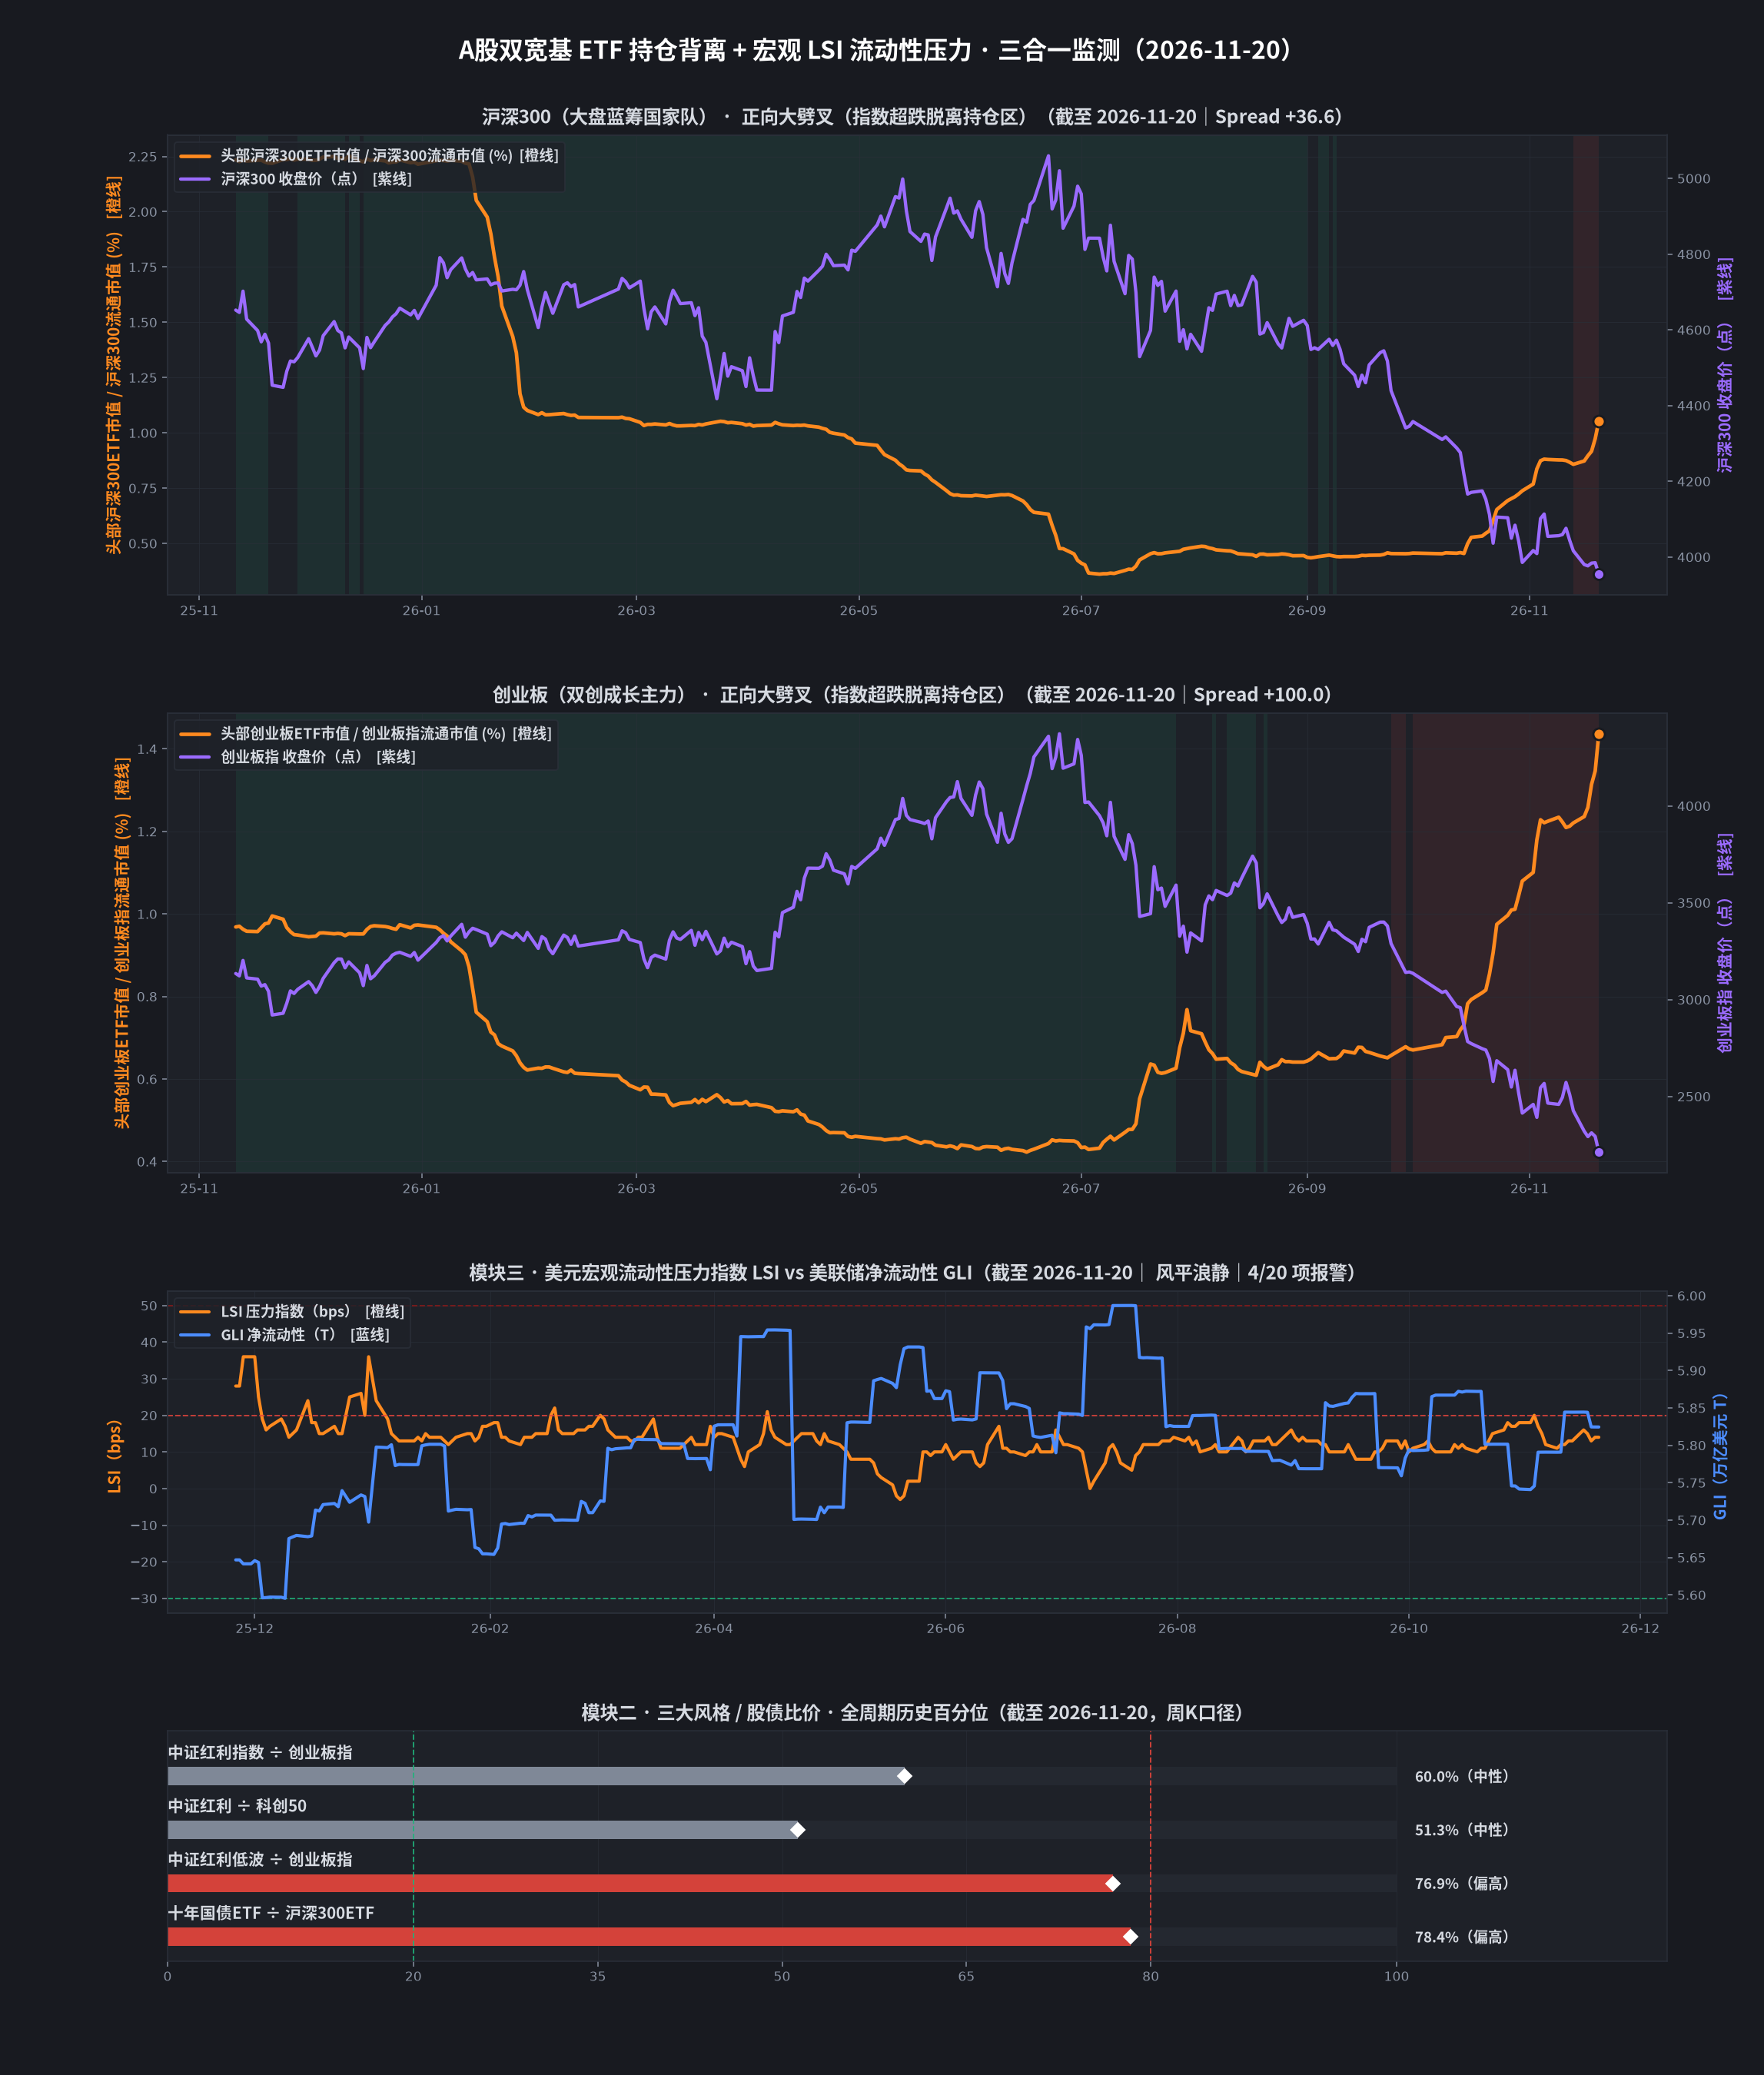 A股双宽基 ETF 持仓背离 + 宏观 LSI 流动性压力 · 三合一监测（2026-11-20）
沪深300（大盘蓝筹国家队） · 正向大劈叉（指数超跌脱离持仓区）（截至 2026-11-20｜Spread +36.6）
头部沪深300ETF市值 / 沪深300流通市值 (%) [橙线]
沪深300 收盘价（点） [紫线]
头部沪深300ETF市值 / 沪深300流通市值 (%) [橙线]
2.25
2.00
1.75
1.50
1.25
1.00
0.75
0.50
5000
4800
4600
4400
4200
4000
沪深300 收盘价（点） [紫线]
25-11
26-01
26-03
26-05
26-07
26-09
26-11
创业板（双创成长主力） · 正向大劈叉（指数超跌脱离持仓区）（截至 2026-11-20｜Spread +100.0）
头部创业板ETF市值 / 创业板指流通市值 (%) [橙线]
创业板指 收盘价（点） [紫线]
头部创业板ETF市值 / 创业板指流通市值 (%) [橙线]
1.4
1.2
1.0
0.8
0.6
0.4
4000
3500
3000
2500
创业板指 收盘价（点） [紫线]
25-11
26-01
26-03
26-05
26-07
26-09
26-11
模块三 · 美元宏观流动性压力指数 LSI vs 美联储净流动性 GLI（截至 2026-11-20｜ 风平浪静｜4/20 项报警）
LSI 压力指数（bps） [橙线]
GLI 净流动性（T） [蓝线]
LSI（bps）
50
40
30
20
10
0
−10
−20
−30
6.00
5.95
5.90
5.85
5.80
5.75
5.70
5.65
5.60
GLI（万亿美元 T）
25-12
26-02
26-04
26-06
26-08
26-10
26-12
模块二 · 三大风格 / 股债比价 · 全周期历史百分位（截至 2026-11-20，周K口径）
中证红利指数 ÷ 创业板指
60.0%（中性）
中证红利 ÷ 科创50
51.3%（中性）
中证红利低波 ÷ 创业板指
76.9%（偏高）
十年国债ETF ÷ 沪深300ETF
78.4%（偏高）
0
20
35
50
65
80
100